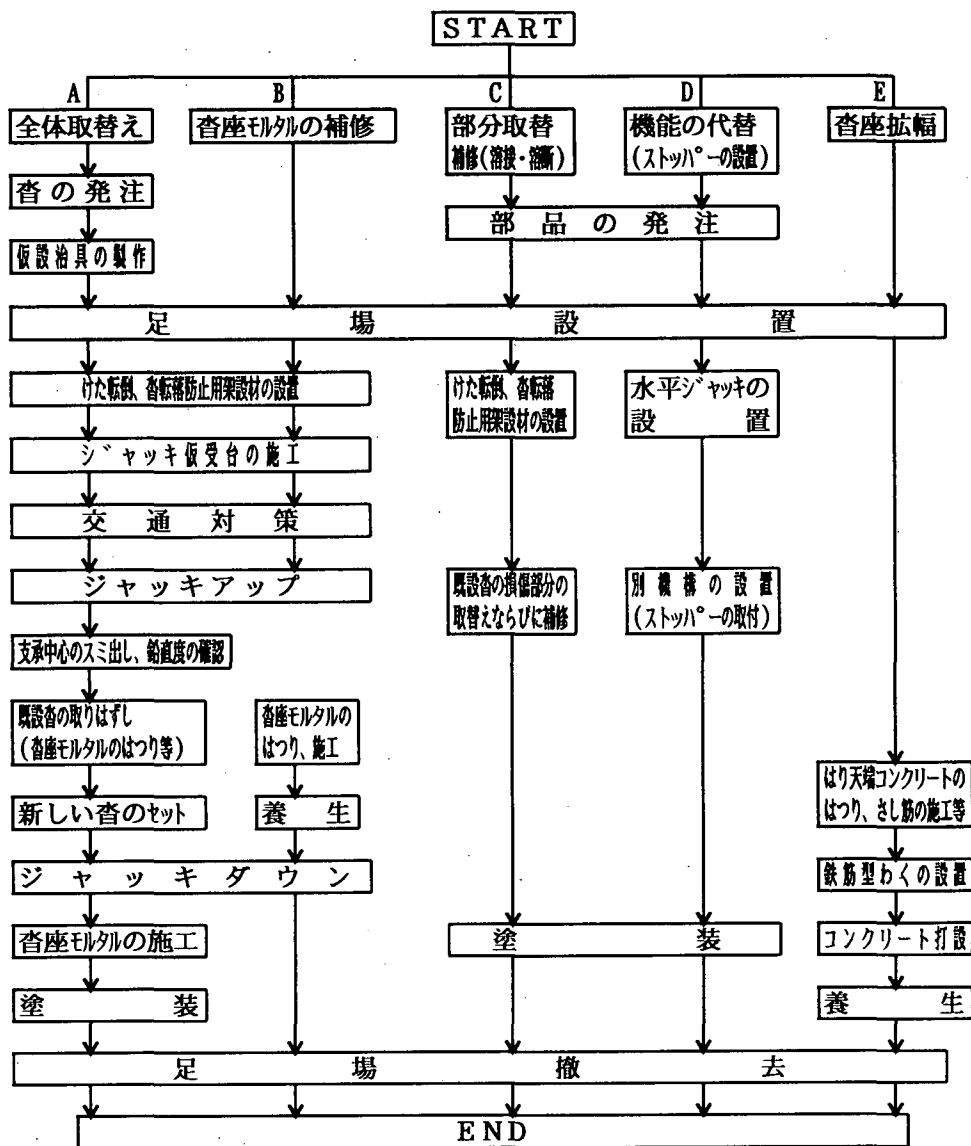 START
A
B
C
D
E
全体取替え
沓座モルタルの補修
部分取替
補修(溶接・溶断)
機能の代替
(ストッパーの設置)
沓座拡幅
沓の発注
部品の発注
仮設治具の製作
足場設置
けた転倒、沓転落防止用架設材の設置
けた転倒、沓転落
防止用架設材の設置
水平ジャッキの
設置
ジャッキ仮受台の施工
交通対策
ジャッキアップ
既設沓の損傷部分の
取替えならびに補修
別機構の設置
(ストッパーの取付)
支承中心のスミ出し、鉛直度の確認
既設沓の取りはずし
(沓座モルタルのはつり等)
沓座モルタルの
はつり、施工
はり天端コンクリートの
はつり、さし筋の施工等
新しい沓のセット
養生
ジャッキダウン
鉄筋型わくの設置
沓座モルタルの施工
塗装
コンクリート打設
塗装
養生
足場撤去
END